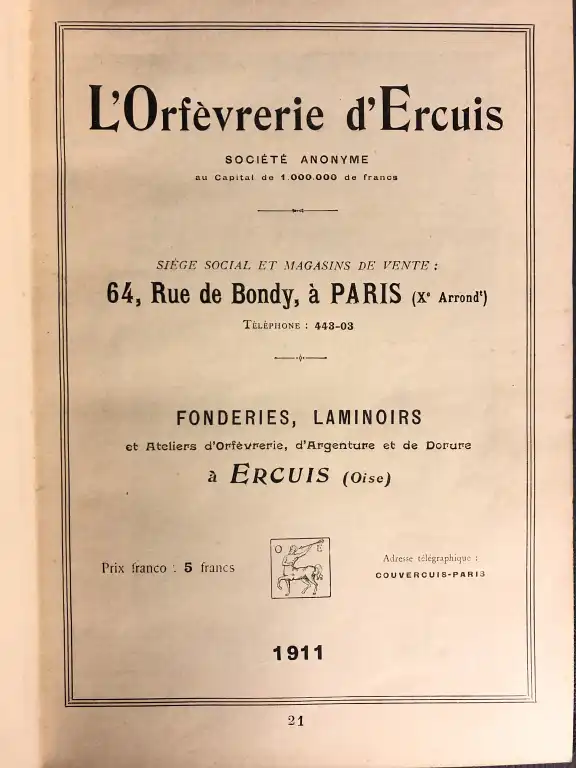 L'Orfèvrerie d'Ercuis
SOCIÉTÉ ANONYME
au Capital de 1.000.000 de francs
SIÈGE SOCIAL ET MAGASINS DE VENTE :
64, Rue de Bondy, à PARIS (Xe Arrondt)
TÉLÉPHONE : 443-03
FONDERIES, LAMINOIRS
et Ateliers d'Orfèvrerie, d'Argenture et de Dorure
à ERCUIS (Oise)
O E
Prix franco : 5 francs
Adresse télégraphique :
COUVERCUIS-PARIS
1911
21